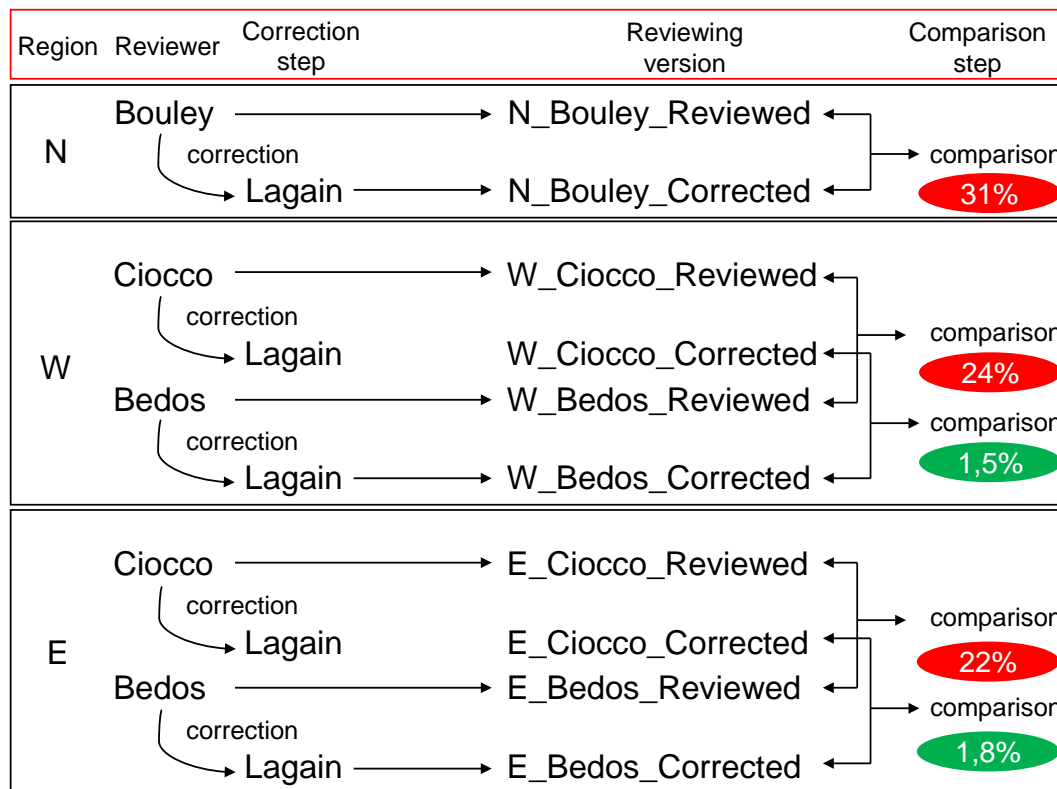 Region Reviewer Correction step Reviewing version Comparison step
N
Bouley N_Bouley_Reviewed
correction comparison
Lagain N_Bouley_Corrected 31%
W
Ciocco W_Ciocco_Reviewed
correction comparison
Lagain W_Ciocco_Corrected 24%
Bedos W_Bedos_Reviewed
correction comparison
Lagain W_Bedos_Corrected 1,5%
E
Ciocco E_Ciocco_Reviewed
correction comparison
Lagain E_Ciocco_Corrected 22%
Bedos E_Bedos_Reviewed
correction comparison
Lagain E_Bedos_Corrected 1,8%